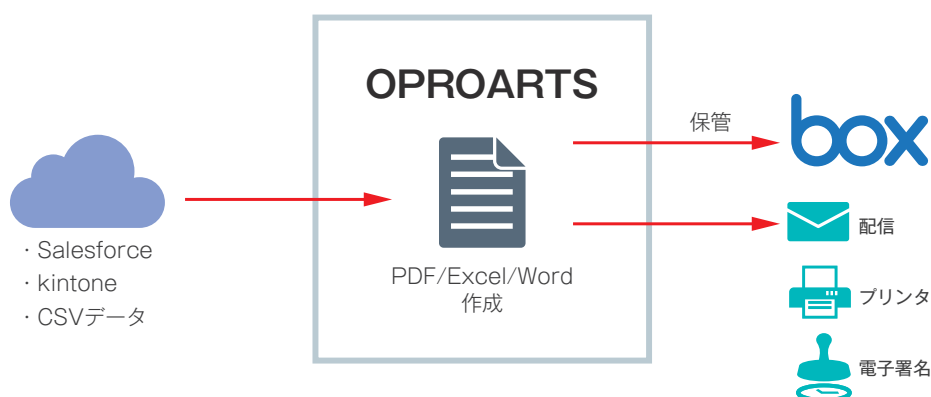 OPROARTS
保管
box
・Salesforce
・kintone
・CSVデータ
PDF/Excel/Word
作成
配信
プリンタ
電子署名